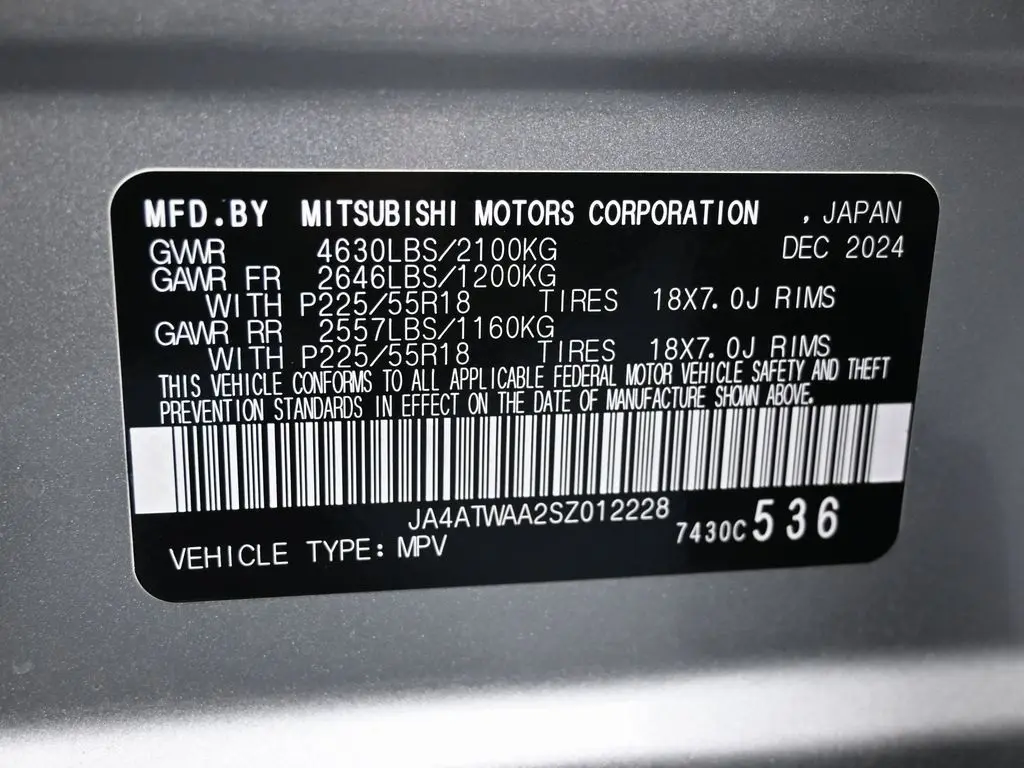 MFD.BY MITSUBISHI MOTORS CORPORATION , JAPAN
GVWR 4630LBS/2100KG DEC 2024
GAWR FR 2646LBS/1200KG
WITH P225/55R18 TIRES 18X7.0J RIMS
GAWR RR 2557LBS/1160KG
WITH P225/55R18 TIRES 18X7.0J RIMS
THIS VEHICLE CONFORMS TO ALL APPLICABLE FEDERAL MOTOR VEHICLE SAFETY AND THEFT
PREVENTION STANDARDS IN EFFECT ON THE DATE OF MANUFACTURE SHOWN ABOVE.
JA4ATWAA2SZ012228
7430C 536
VEHICLE TYPE: MPV